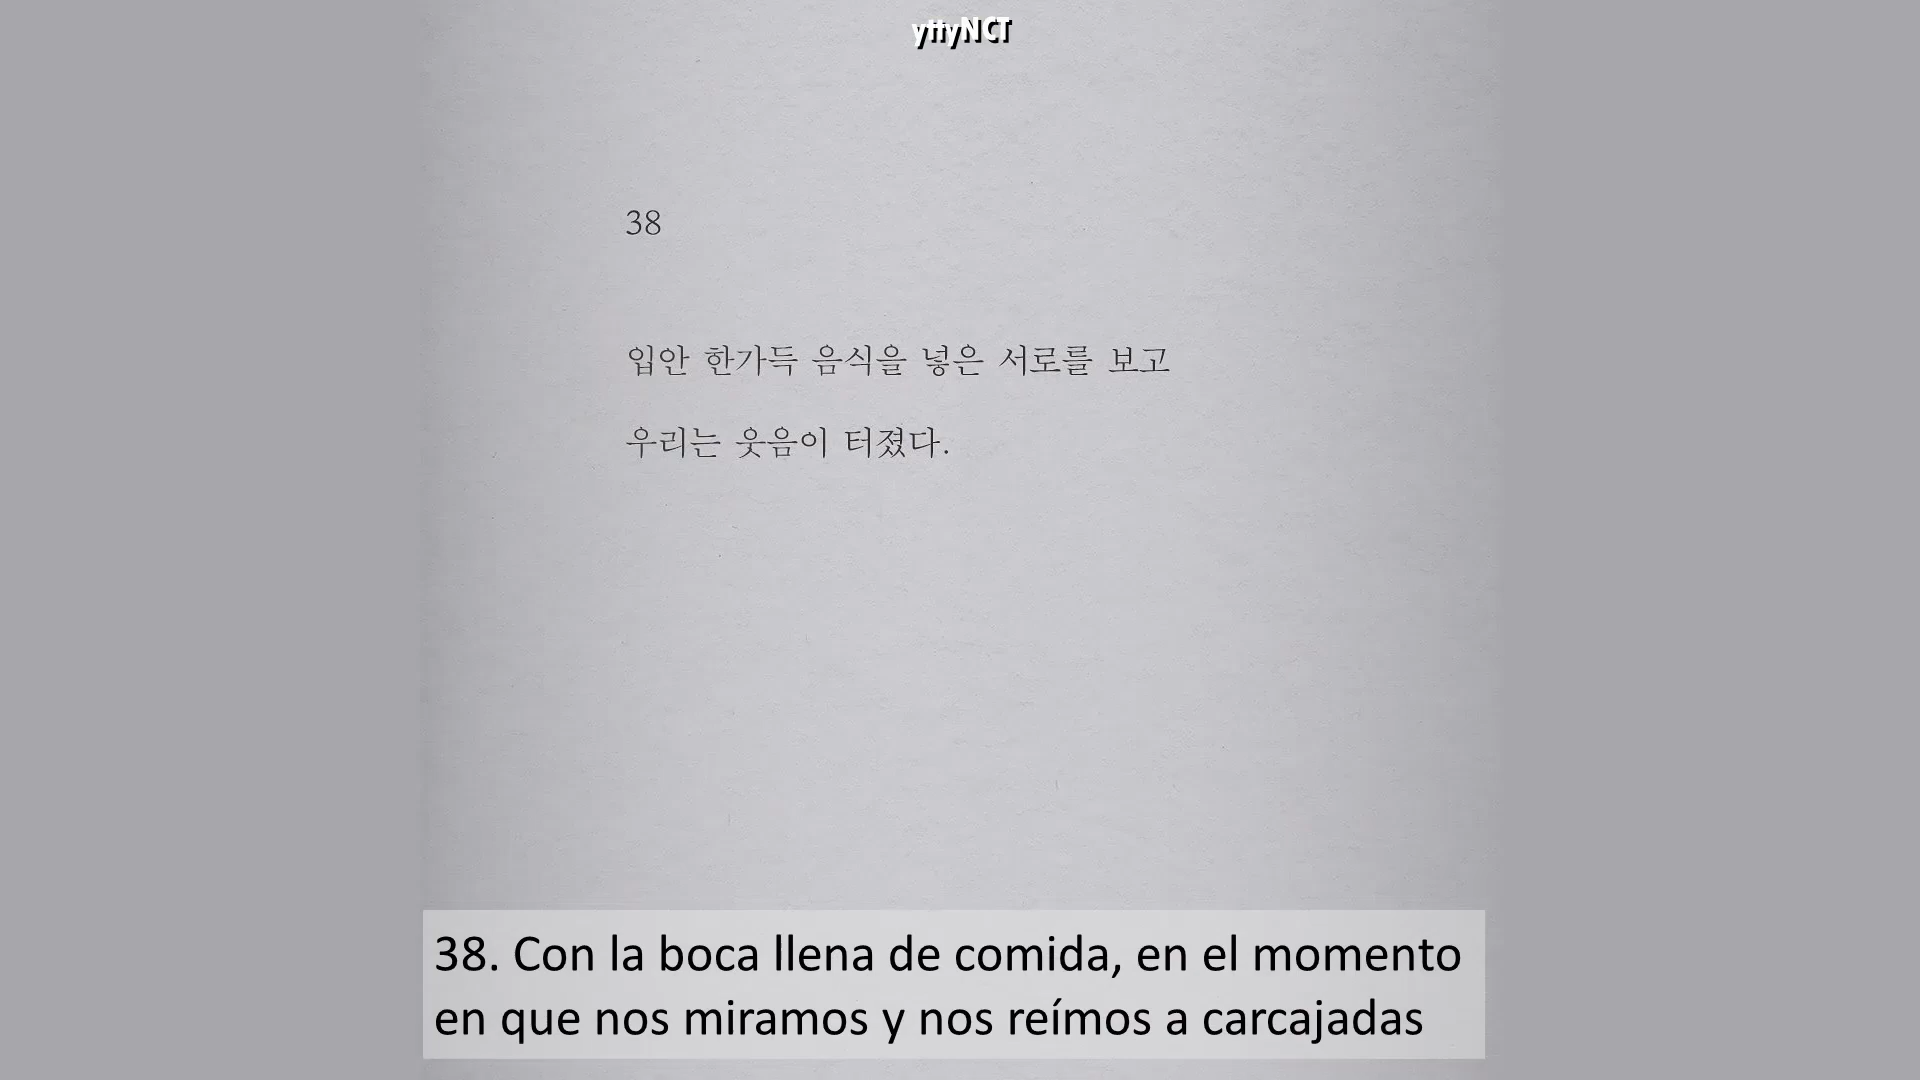 yttyNCT
38
입안 한가득 음식을 넣은 서로를 보고
우리는 웃음이 터졌다.
38. Con la boca llena de comida, en el momento
en que nos miramos y nos reímos a carcajadas